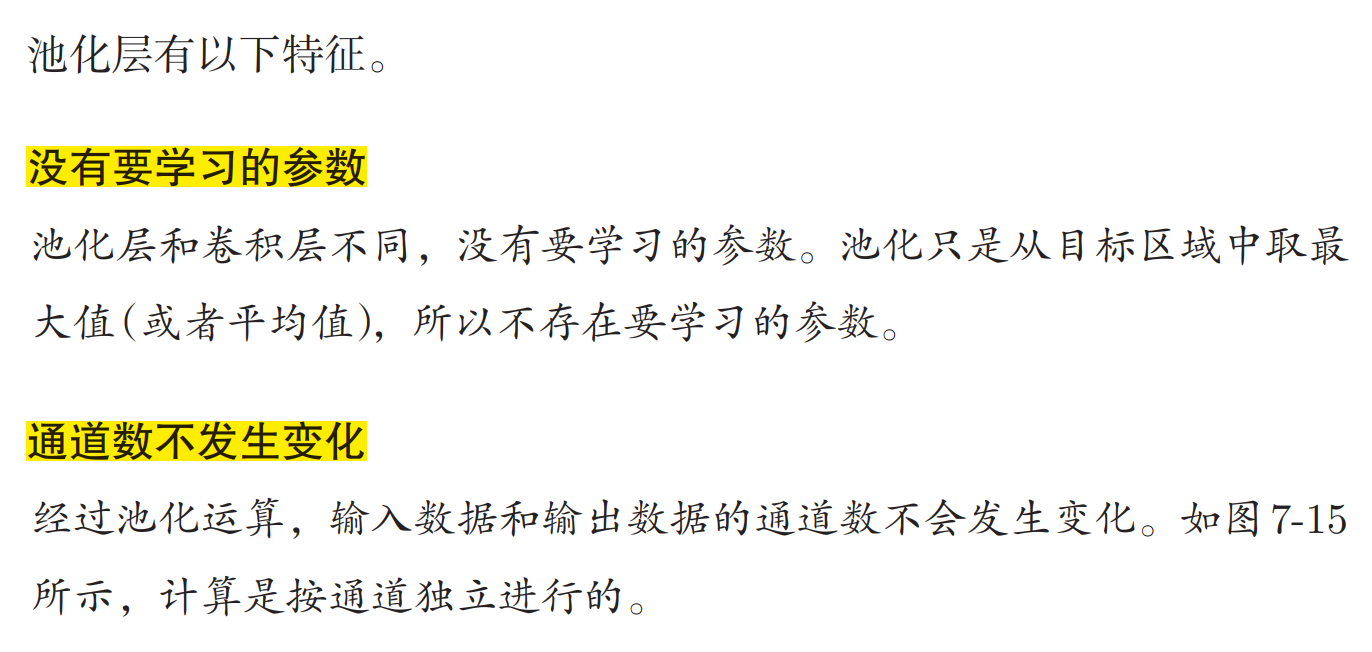 池化层有以下特征。
没有要学习的参数
池化层和卷积层不同，没有要学习的参数。池化只是从目标区域中取最
大值（或者平均值），所以不存在要学习的参数。
通道数不发生变化
经过池化运算，输入数据和输出数据的通道数不会发生变化。如图7-15
所示，计算是按通道独立进行的。